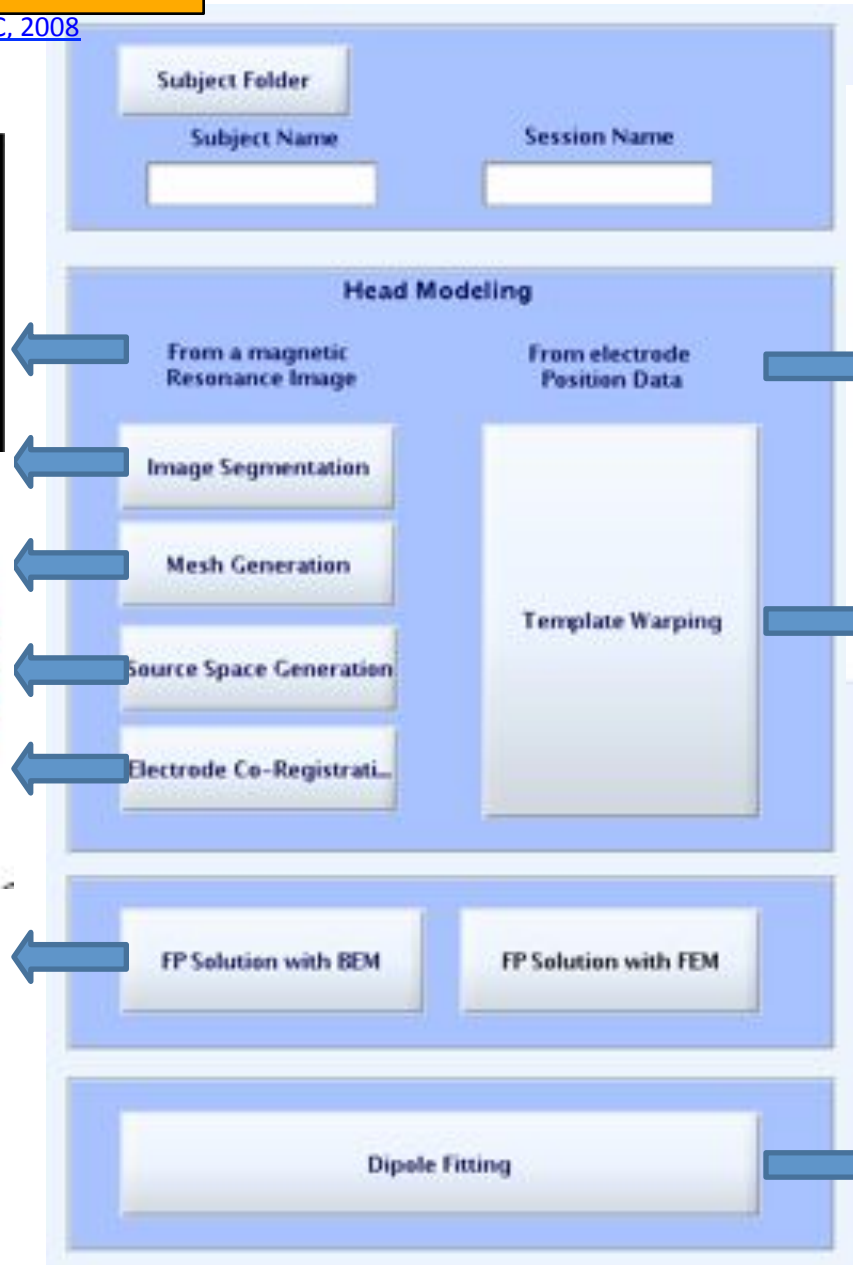 C, 2008
Subject Folder
Subject Name
Session Name
Head Modeling
From a magnetic
Resonance Image
From electrode
Position Data
Image Segmentation
Mesh Generation
Source Space Generation
Electrode Co-Registrati...
Template Warping
FP Solution with BEM
FP Solution with FEM
Dipole Fitting